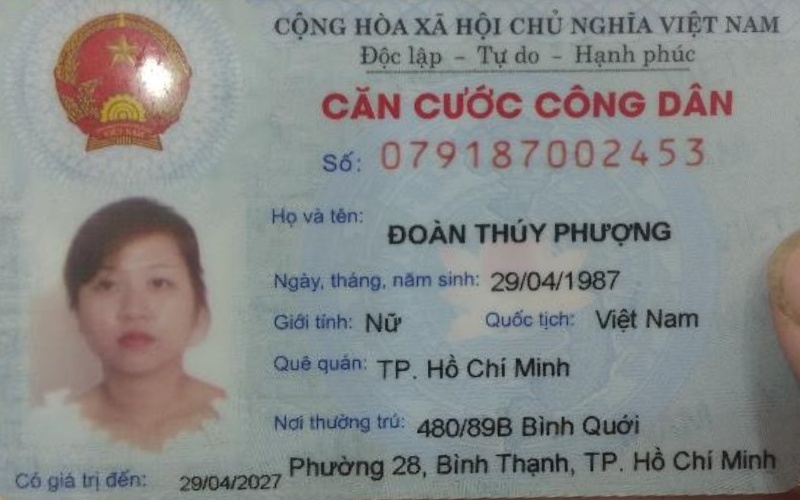 CỘNG HÒA XÃ HỘI CHỦ NGHĨA VIỆT NAM
Độc lập - Tự do - Hạnh phúc
CĂN CƯỚC CÔNG DÂN
Số: 079187002453
Họ và tên: ĐOÀN THÚY PHƯỢNG
Ngày, tháng, năm sinh: 29/04/1987
Giới tính: Nữ Quốc tịch: Việt Nam
Quê quán: TP. Hồ Chí Minh
Nơi thường trú: 480/89B Bình Quới
Phường 28, Bình Thạnh, TP. Hồ Chí Minh
Có giá trị đến: 29/04/2027